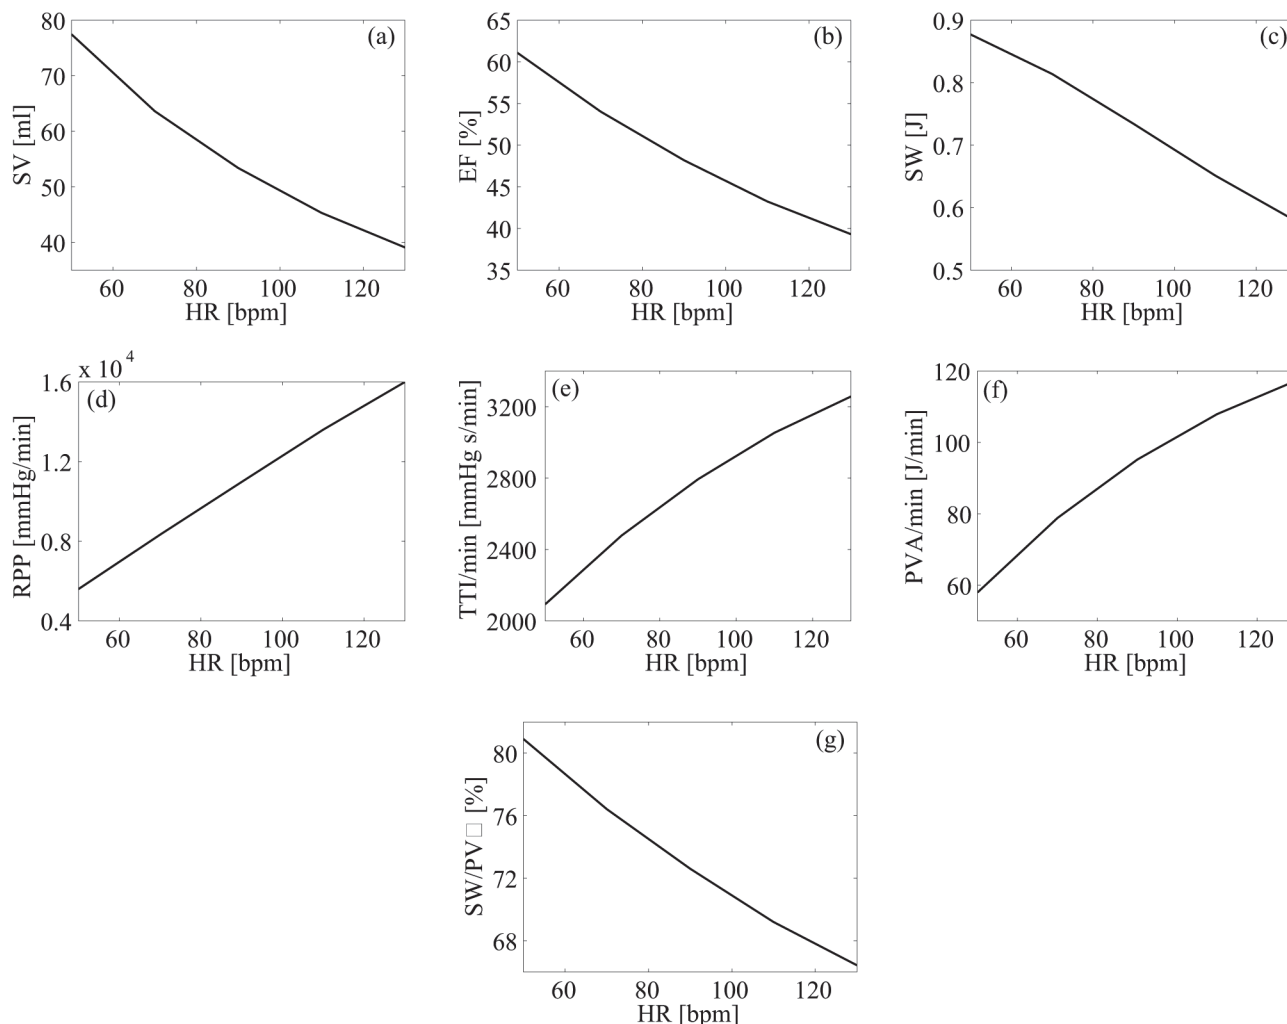 (a)
SV [ml]
80
70
60
50
40
60 80 100 120
HR [bpm]
(b)
EF [%]
65
60
55
50
45
40
35
60 80 100 120
HR [bpm]
(c)
SW [J]
0.9
0.8
0.7
0.6
0.5
60 80 100 120
HR [bpm]
x 10^4
(d)
RPP [mmHg/min]
1.6
1.2
0.8
0.4
60 80 100 120
HR [bpm]
(e)
TTI/min [mmHg s/min]
3200
2800
2400
2000
60 80 100 120
HR [bpm]
(f)
PVA/min [J/min]
120
100
80
60
60 80 100 120
HR [bpm]
(g)
SW/PV□ [%]
80
76
72
68
60 80 100 120
HR [bpm]